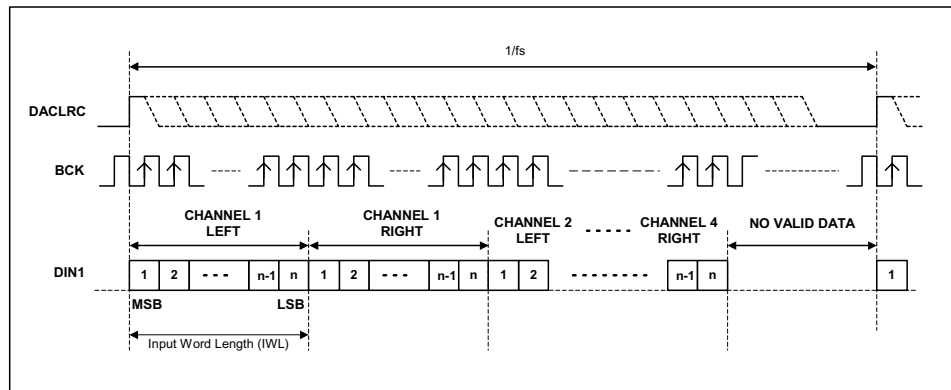 1/fs
DACLRC
BCK
CHANNEL 1 LEFT
CHANNEL 1 RIGHT
CHANNEL 2 LEFT
CHANNEL 4 RIGHT
NO VALID DATA
DIN1
1 2 n-1 n 1 2 n-1 n 1 2 n-1 n 1
MSB LSB
Input Word Length (IWL)